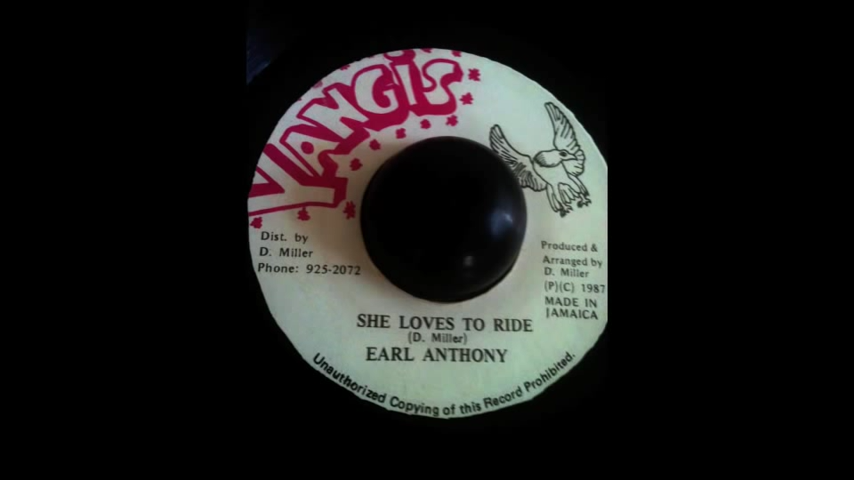 YANGIS
Dist. by
D. Miller
Phone: 925-2072
Produced &
Arranged by
D. Miller
(P)(C) 1987
MADE IN
JAMAICA
SHE LOVES TO RIDE
(D. Miller)
EARL ANTHONY
Unauthorized Copying of this Record Prohibited.